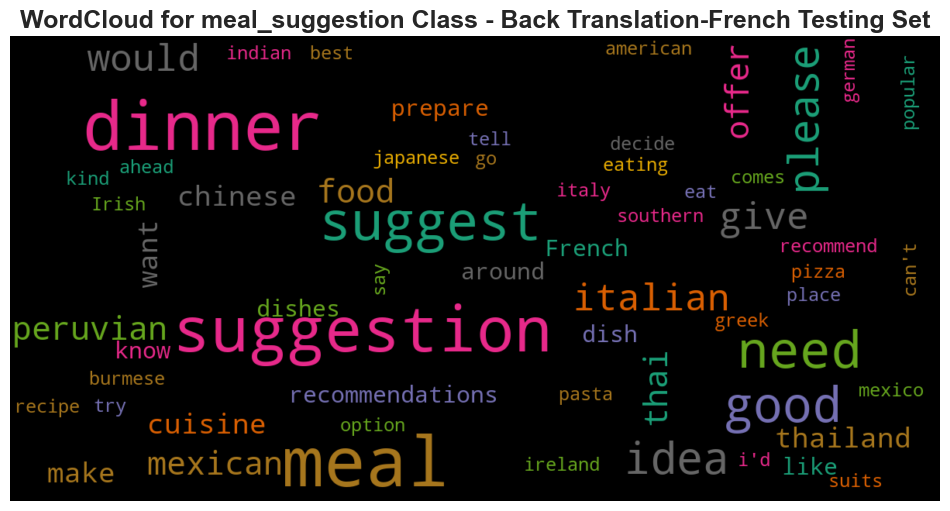 WordCloud for meal_suggestion Class - Back Translation-French Testing Set
would
indian
best
american
offer
please
german
popular
dinner
prepare
tell
japanese
go
decide
eating
kind
ahead
Irish
chinese
food
italy
eat
comes
southern
give
want
suggest
French
recommend
say
around
pizza
can't
place
dishes
italian
peruvian
suggestion
dish
greek
know
need
burmese
thai
recipe
try
recommendations
pasta
good
mexico
cuisine
option
thailand
make
mexican
meal
ireland
idea
i'd
like
suits